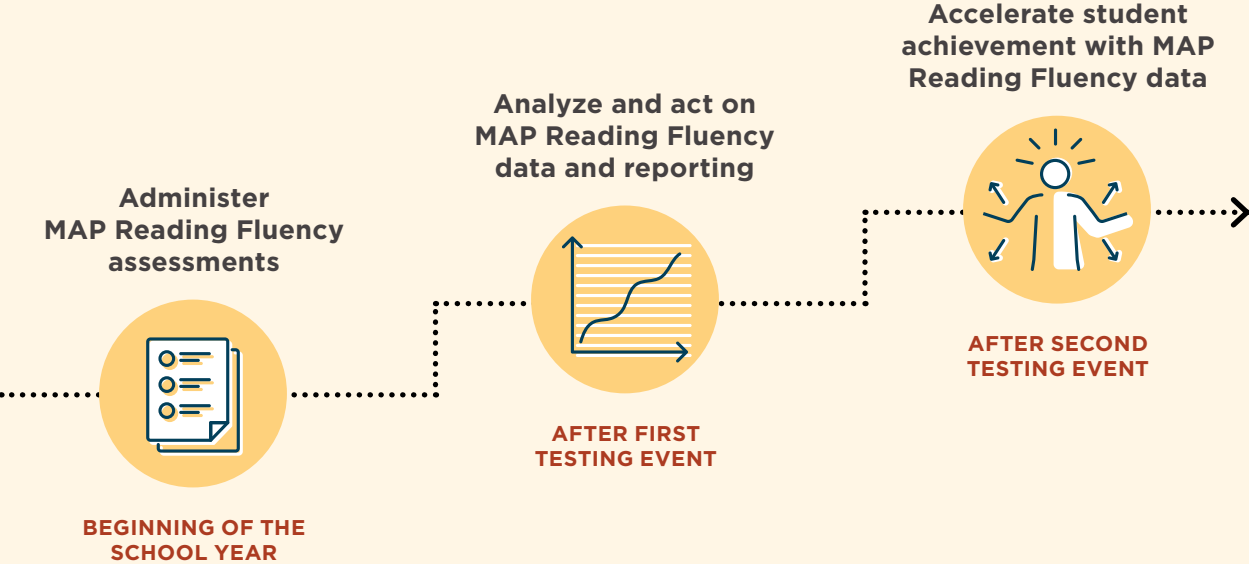 Administer
MAP Reading Fluency
assessments
BEGINNING OF THE
SCHOOL YEAR
Analyze and act on
MAP Reading Fluency
data and reporting
AFTER FIRST
TESTING EVENT
Accelerate student
achievement with MAP
Reading Fluency data
AFTER SECOND
TESTING EVENT